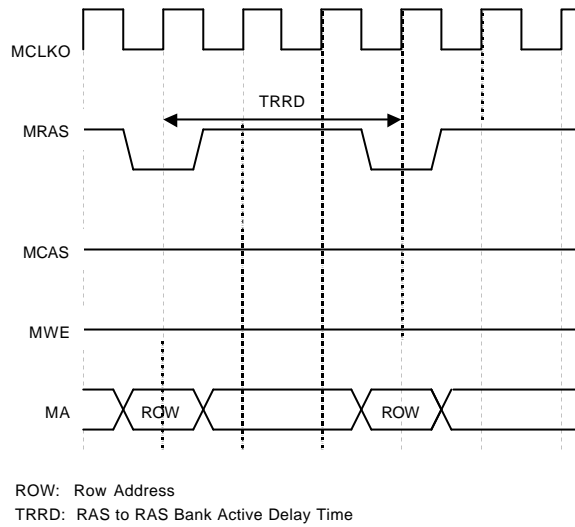 MCLKO
TRRD
MRAS
MCAS
MWE
MA
ROW
ROW
ROW: Row Address
TRRD: RAS to RAS Bank Active Delay Time